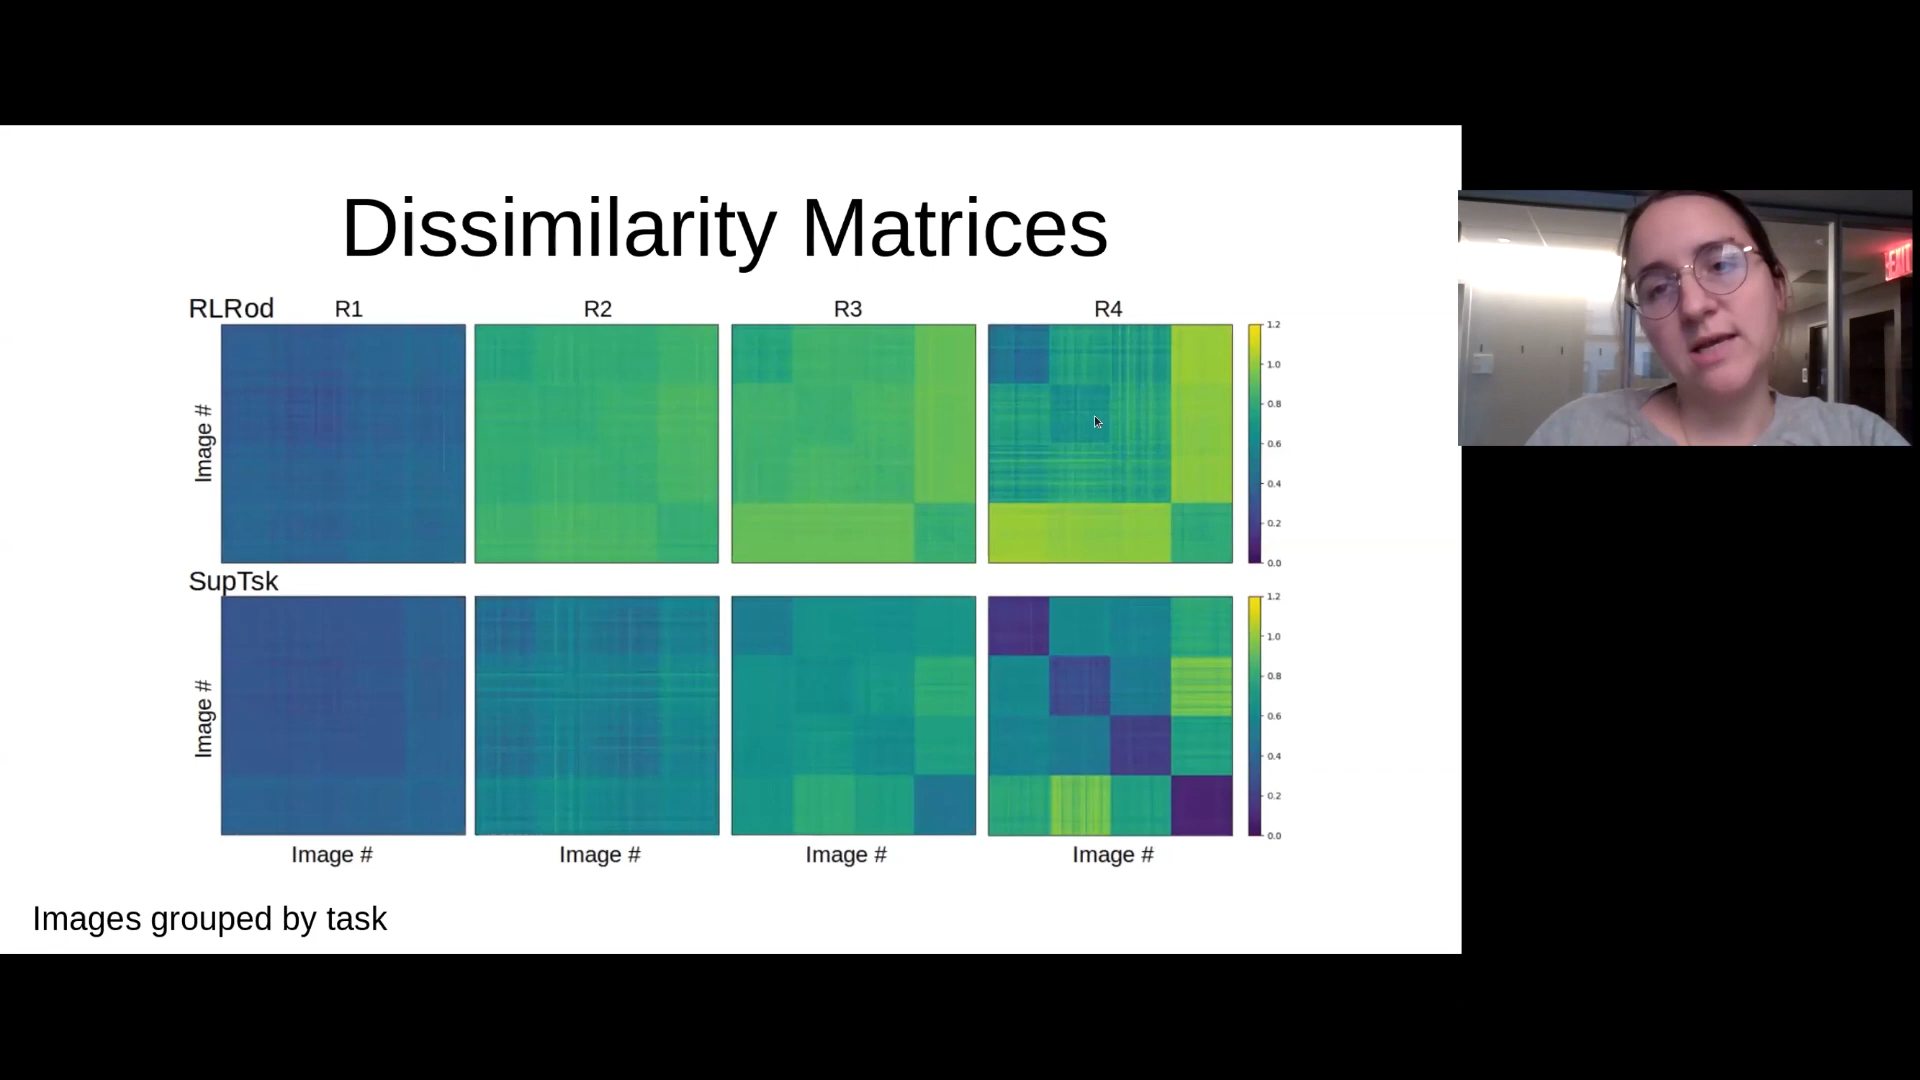 Dissimilarity Matrices
RLRod R1 R2 R3 R4
Image #
1.2
1.0
0.8
0.6
0.4
0.2
0.0
SupTsk
Image #
1.2
1.0
0.8
0.6
0.4
0.2
0.0
Image # Image # Image # Image #
Images grouped by task
EXIT